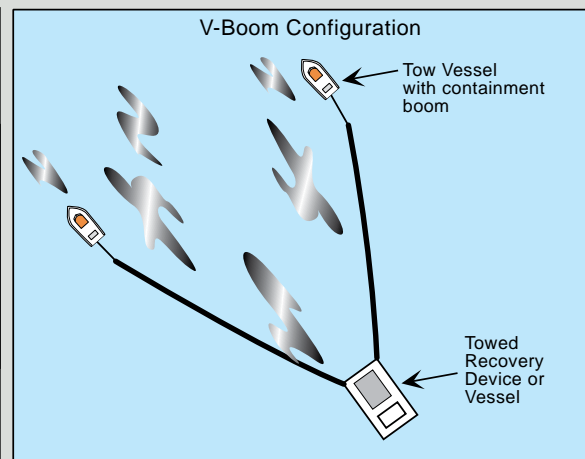 V-Boom Configuration
Tow Vessel
with containment
boom
Towed
Recovery
Device or
Vessel